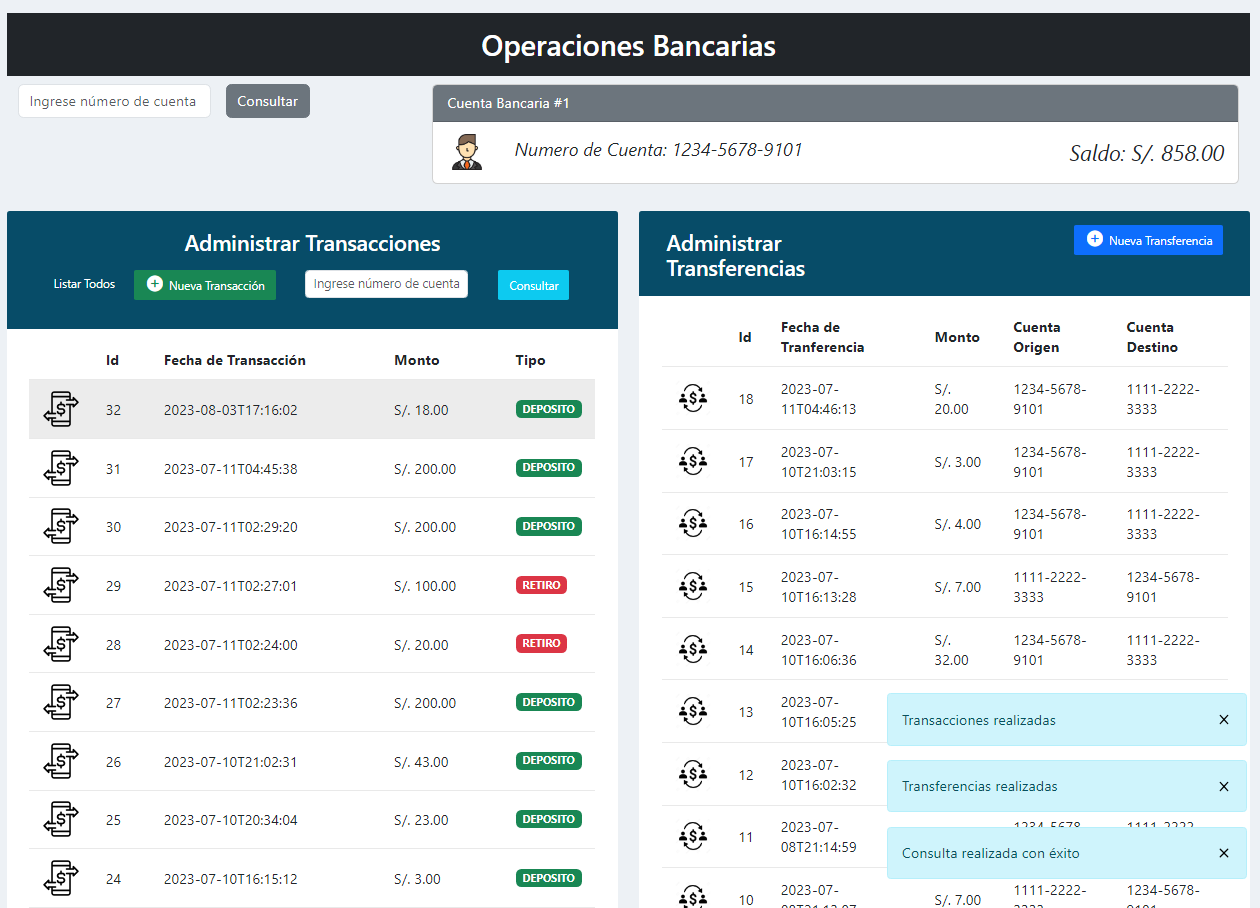 Operaciones Bancarias
Ingrese número de cuenta Consultar
Cuenta Bancaria #1
Numero de Cuenta: 1234-5678-9101 Saldo: S/. 858.00
Administrar Transacciones
Listar Todos Nueva Transacción Ingrese número de cuenta Consultar
Id Fecha de Transacción Monto Tipo
32 2023-08-03T17:16:02 S/. 18.00 DEPOSITO
31 2023-07-11T04:45:38 S/. 200.00 DEPOSITO
30 2023-07-11T02:29:20 S/. 200.00 DEPOSITO
29 2023-07-11T02:27:01 S/. 100.00 RETIRO
28 2023-07-11T02:24:00 S/. 20.00 RETIRO
27 2023-07-11T02:23:36 S/. 200.00 DEPOSITO
26 2023-07-10T21:02:31 S/. 43.00 DEPOSITO
25 2023-07-10T20:34:04 S/. 23.00 DEPOSITO
24 2023-07-10T16:15:12 S/. 3.00 DEPOSITO
Administrar
Transferencias
Nueva Transferencia
Fecha de Cuenta Cuenta
Id Monto
Tranferencia Origen Destino
2023-07- S/. 1234-5678- 1111-2222-
18
11T04:46:13 20.00 9101 3333
2023-07- 1234-5678- 1111-2222-
17 S/. 3.00
10T21:03:15 9101 3333
2023-07- 1234-5678- 1111-2222-
16 S/. 4.00
10T16:14:55 9101 3333
2023-07- 1111-2222- 1234-5678-
15 S/. 7.00
10T16:13:28 3333 9101
2023-07- S/. 1234-5678- 1111-2222-
14
10T16:06:36 32.00 9101 3333
2023-07-
13
10T16:05:25
2023-07-
12
10T16:02:32
2023-07- 1234-5678- 1111-2222-
11
08T21:14:59
2023-07- 1111-2222- 1234-5678-
10 S/. 7.00
Transacciones realizadas
Transferencias realizadas
Consulta realizada con éxito